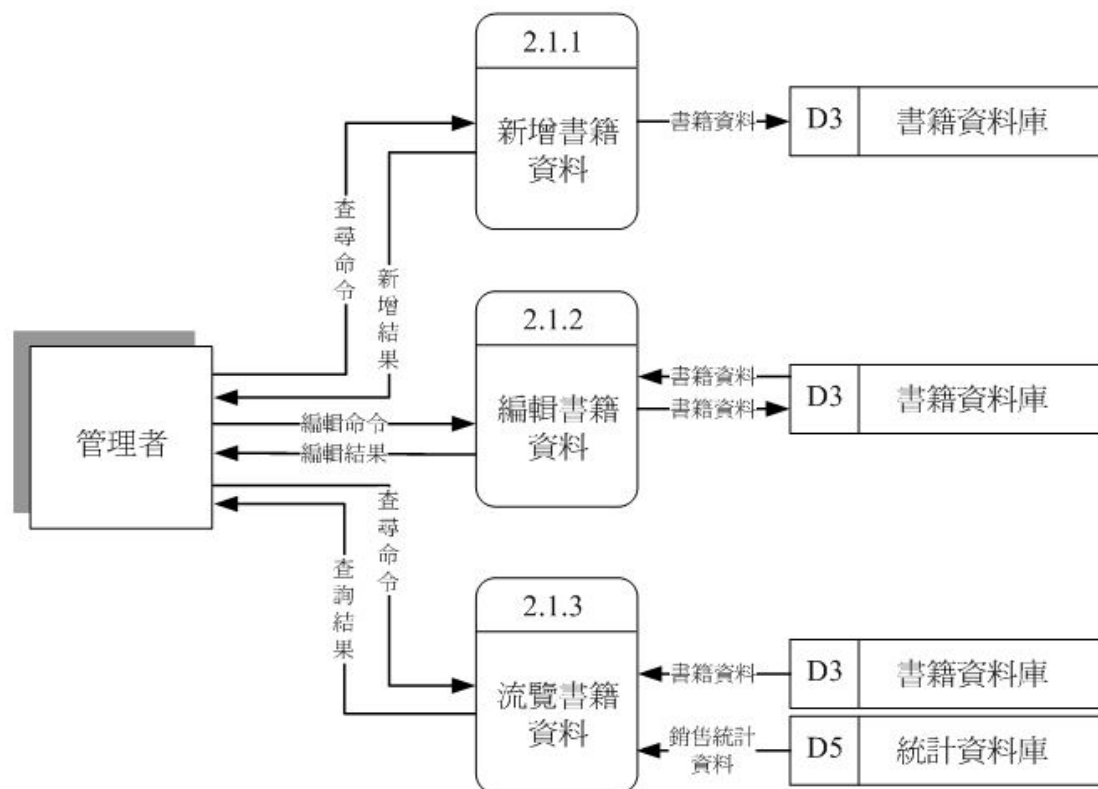 2.1.1
新增書籍
資料
書籍資料
D3
書籍資料庫
查尋命令
新增結果
管理者
編輯命令
編輯結果
2.1.2
編輯書籍
資料
書籍資料
書籍資料
D3
書籍資料庫
查尋命令
查詢結果
2.1.3
流覽書籍
資料
書籍資料
D3
書籍資料庫
銷售統計
資料
D5
統計資料庫